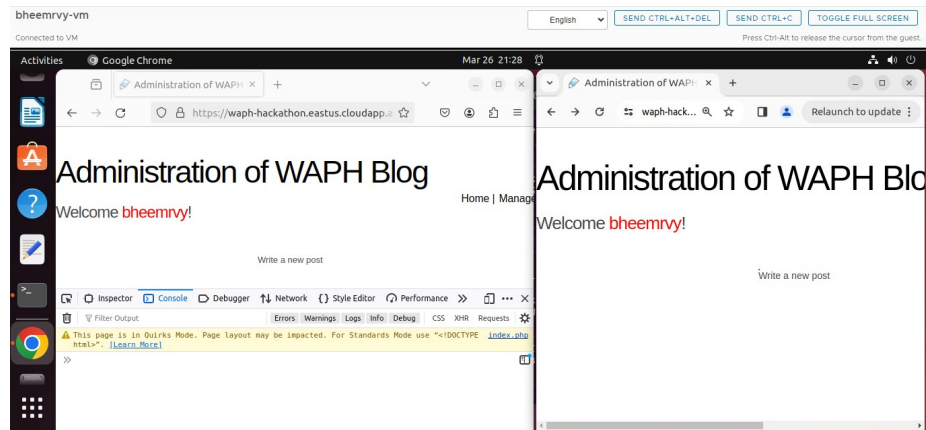 bheemrvy-vm
English
SEND CTRL+ALT+DEL
SEND CTRL+C
TOGGLE FULL SCREEN
Connected to VM
Press Ctrl-Alt to release the cursor from the guest.
Activities
Google Chrome
Mar 26 21:28
Administration of WAPH
https://waph-hackathon.eastus.cloudapp.a
Administration of WAPH Blog
Home | Manage
Welcome bheemrvy!
Write a new post
Inspector
Console
Debugger
Network
Style Editor
Performance
Filter Output
Errors
Warnings
Logs
Info
Debug
CSS
XHR
Requests
This page is in Quirks Mode. Page layout may be impacted. For Standards Mode use “<!DOCTYPE
index.php
html>”. [Learn More]
Administration of WAPH
waph-hack...
Relaunch to update
Administration of WAPH Blo
Welcome bheemrvy!
Write a new post